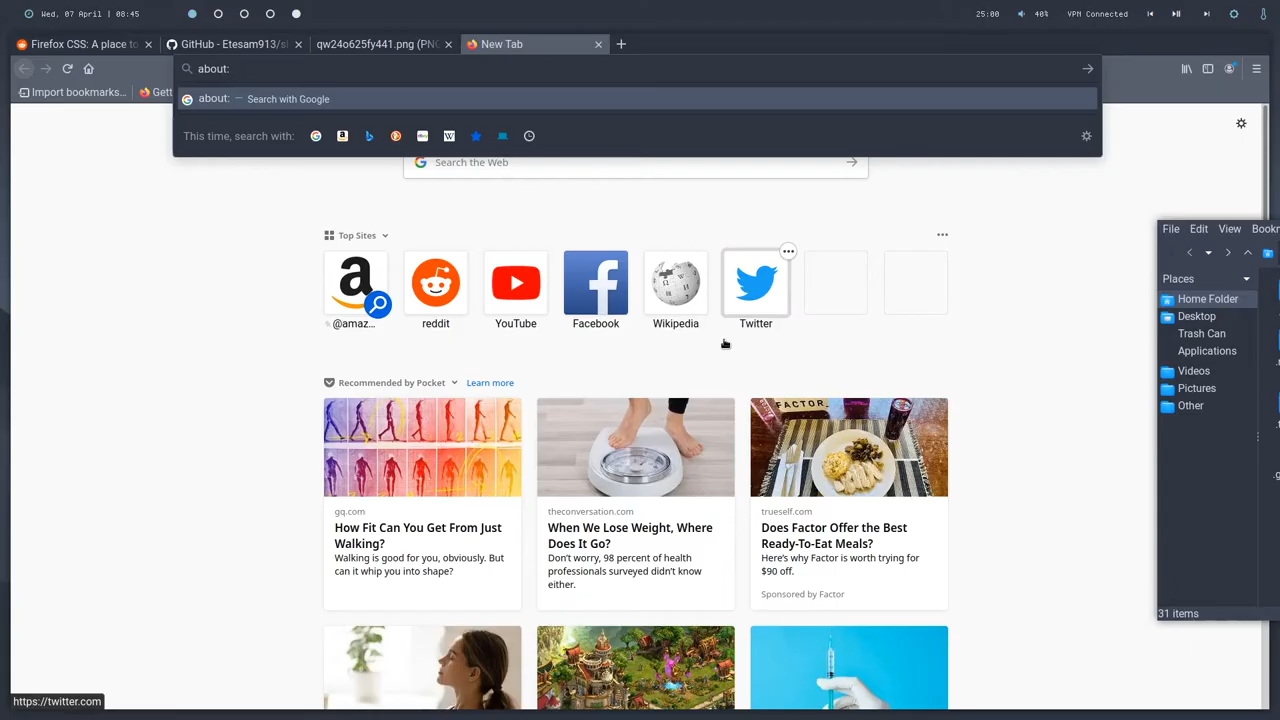 Wed, 07 April | 08:45
25:00
40%
VPN Connected
Firefox CSS: A place to
GitHub - Etesam913/sl
qw24o625fy441.png (PNG
New Tab
about:
Import bookmarks...
Gett
about: — Search with Google
This time, search with:
Search the Web
Top Sites
@amaz...
reddit
YouTube
Facebook
Wikipedia
Twitter
Recommended by Pocket
Learn more
FACTOR
gq.com
How Fit Can You Get From Just
Walking?
Walking is good for you, obviously. But
can it whip you into shape?
theconversation.com
When We Lose Weight, Where
Does It Go?
Don't worry, 98 percent of health
professionals surveyed didn't know
either.
trueself.com
Does Factor Offer the Best
Ready-To-Eat Meals?
Here's why Factor is worth trying for
$90 off.
Sponsored by Factor
File Edit View Bookm
Places
Home Folder
Desktop
Trash Can
Applications
Videos
Pictures
Other
31 items
https://twitter.com